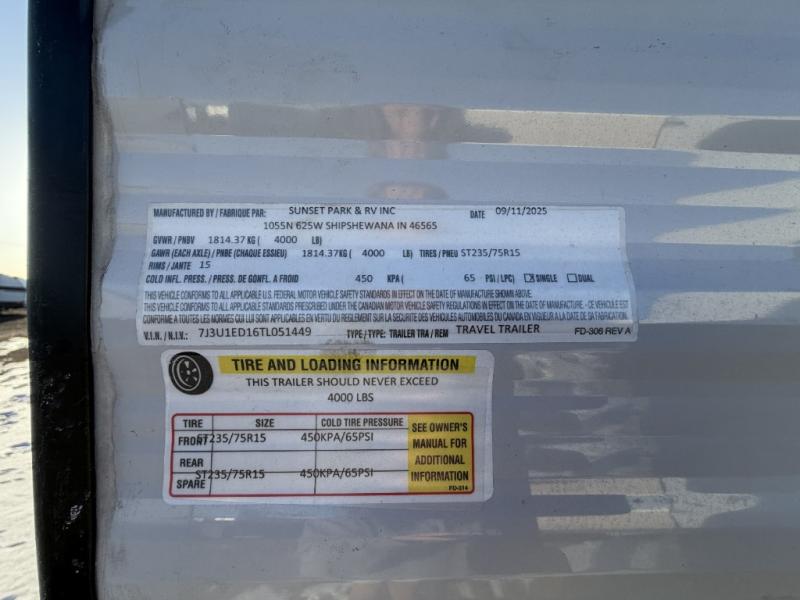 MANUFACTURED BY / FABRIQUE PAR: SUNSET PARK & RV INC DATE 09/11/2025
1055N 625W SHIPSHEWANA IN 46565
GVWR / PNBV 1814.37 KG ( 4000 LB)
GAWR (EACH AXLE) / PNBE (CHAQUE ESSIEU) 1814.37 KG ( 4000 LB) TIRES / PNEU ST235/75R15
RIMS / JANTE 15
COLD INFL. PRESS. / PRESS. DE GONFL. A FROID 450 KPA ( 65 PSI / LPC) SINGLE DUAL
THIS VEHICLE CONFORMS TO ALL APPLICABLE U.S. FEDERAL MOTOR VEHICLE SAFETY STANDARDS IN EFFECT ON THE DATE OF MANUFACTURE SHOWN ABOVE.
THIS VEHICLE CONFORMS TO ALL APPLICABLE STANDARDS PRESCRIBED UNDER THE CANADIAN MOTOR VEHICLE SAFETY REGULATIONS IN EFFECT ON THE DATE OF MANUFACTURE - CE VEHICULE EST
CONFORME A TOUTES LES NORMES QUI LUI SONT APPLICABLES EN VERTU DU REGLEMENT SUR LA SECURITE DES VEHICULES AUTOMOBILES DU CANADA EN VIGUEUR A LA DATE DE SA FABRICATION.
V.I.N. / N.I.V.: 7J3U1ED16TL051449 TYPE / TYPE: TRAILER TRA / REM TRAVEL TRAILER FD-306 REV A
TIRE AND LOADING INFORMATION
THIS TRAILER SHOULD NEVER EXCEED
4000 LBS
TIRE SIZE COLD TIRE PRESSURE
FRONT ST235/75R15 450KPA/65PSI
REAR
SPARE ST235/75R15 450KPA/65PSI
SEE OWNER'S
MANUAL FOR
ADDITIONAL
INFORMATION
FD-314